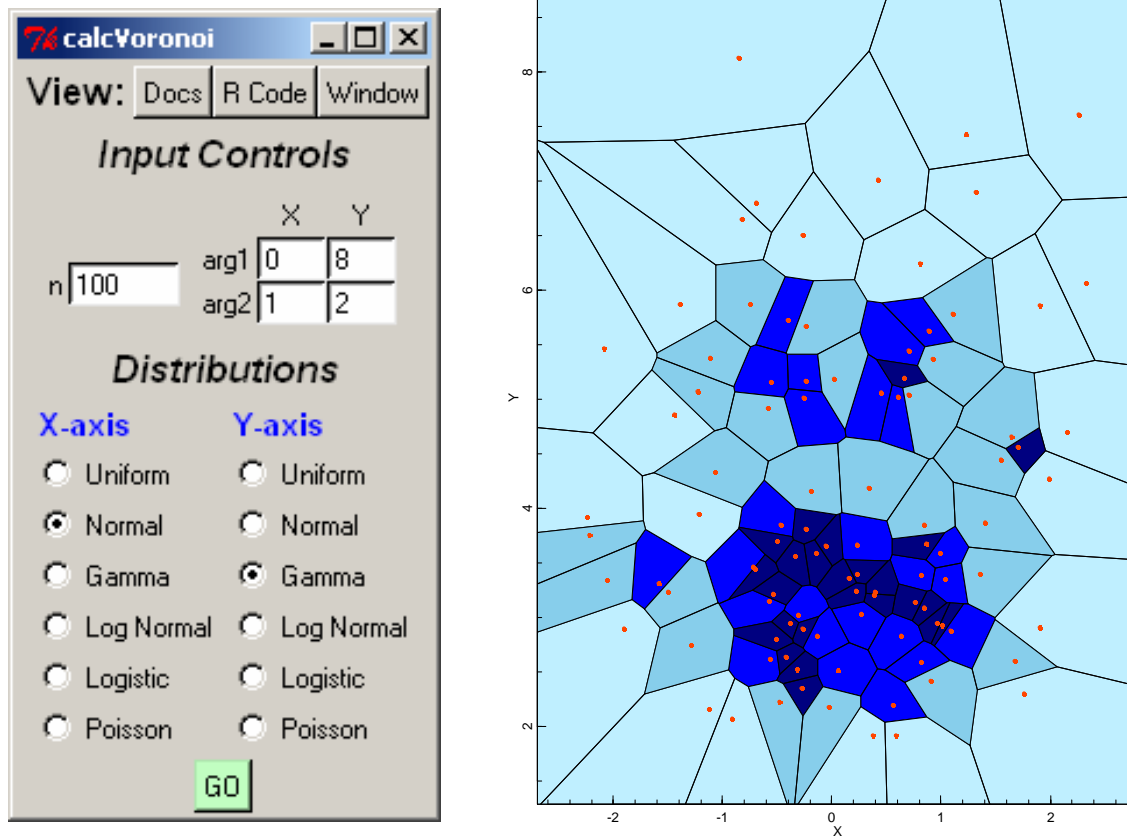 calcVoronoi
View: Docs R Code Window
Input Controls
X Y
n 100
arg1 0 8
arg2 1 2
Distributions
X-axis Y-axis
Uniform Uniform
Normal Normal
Gamma Gamma
Log Normal Log Normal
Logistic Logistic
Poisson Poisson
GO
8
6
Y
4
2
-2 -1 0 1 2
X